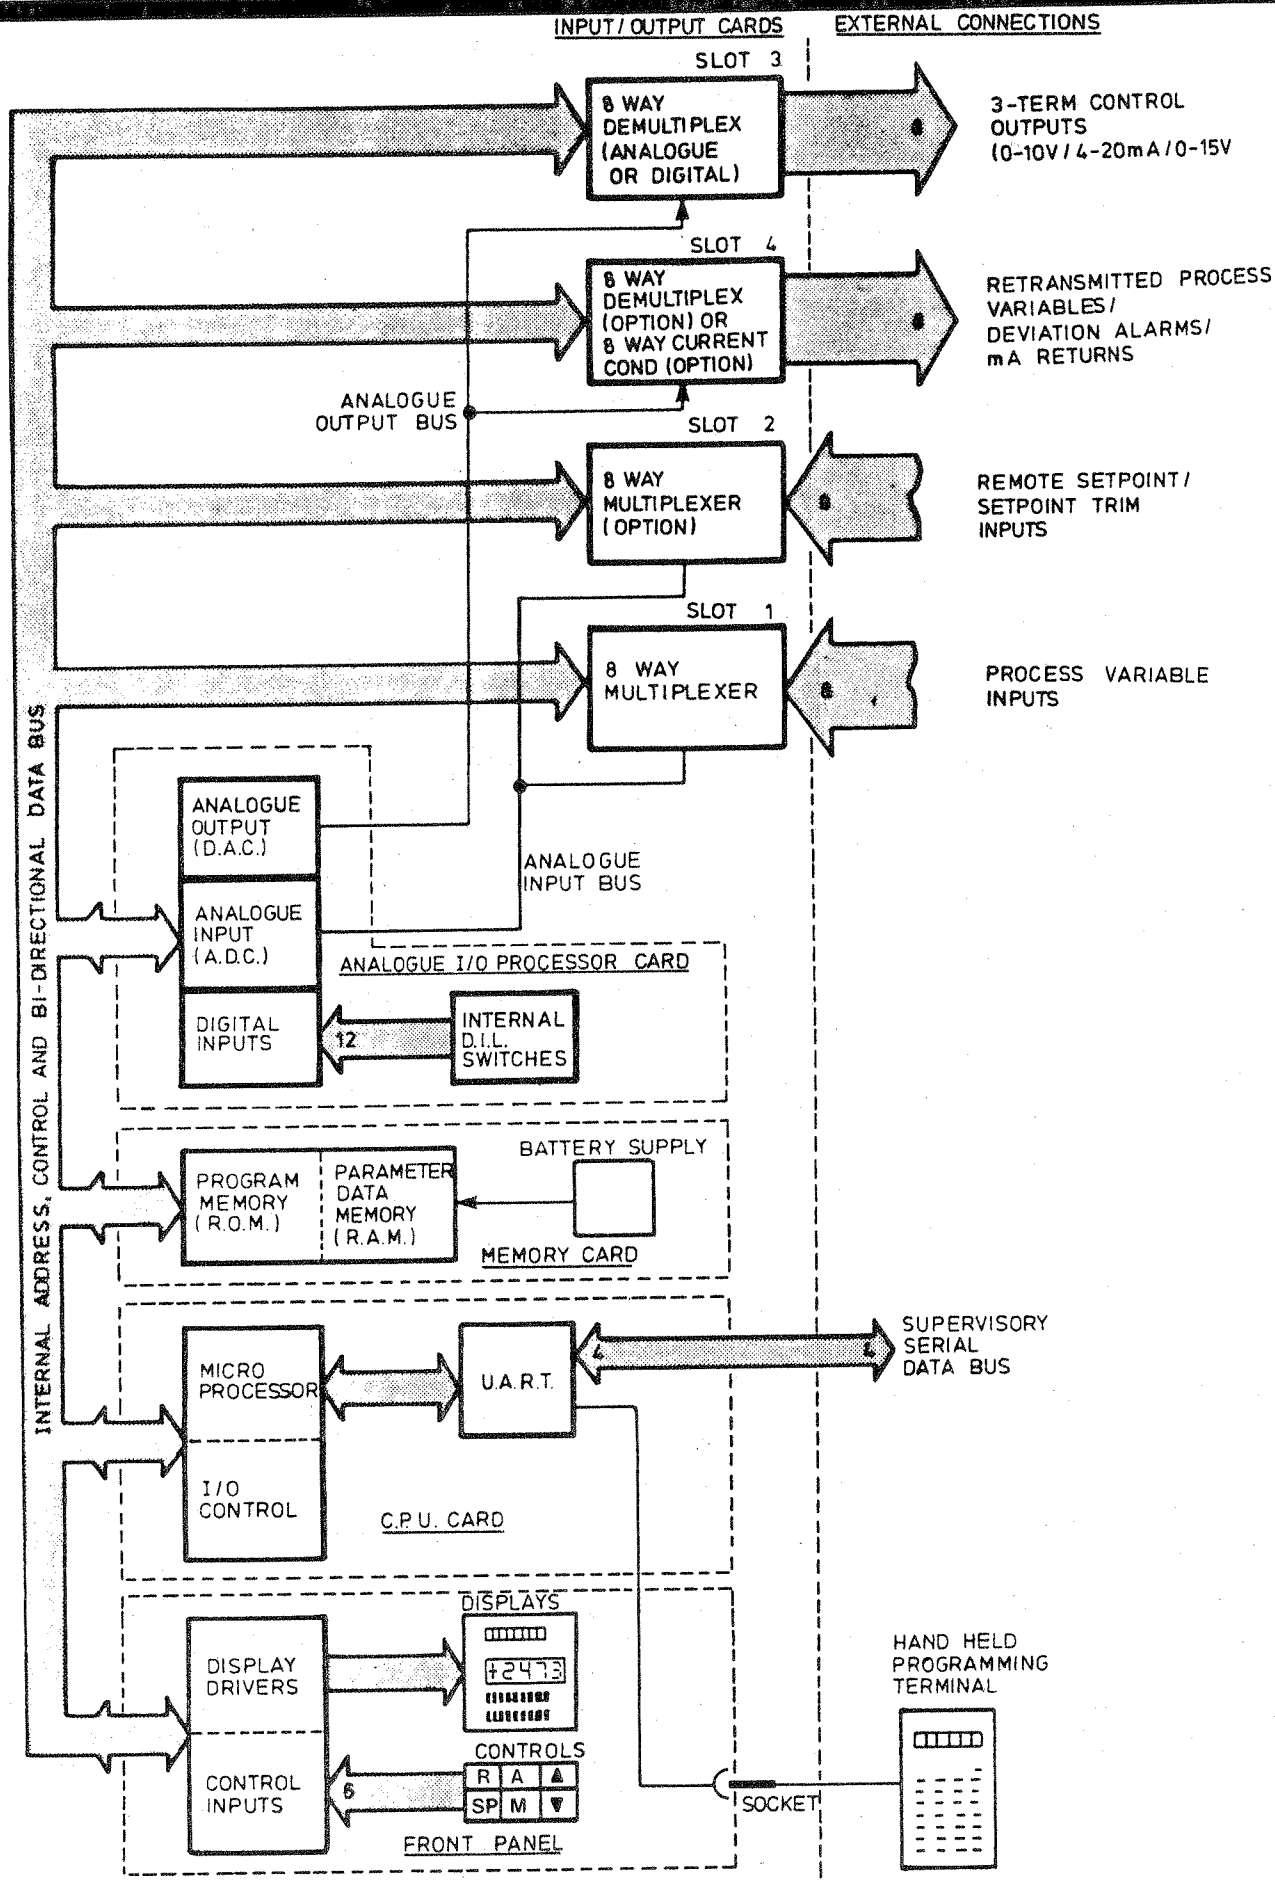 INPUT/OUTPUT CARDS
EXTERNAL CONNECTIONS
SLOT 3
8 WAY
DEMULTIPLEX
(ANALOGUE
OR DIGITAL)
8
3-TERM CONTROL
OUTPUTS
(0-10V/4-20mA/0-15V
SLOT 4
8 WAY
DEMULTIPLEX
(OPTION) OR
8 WAY CURRENT
COND (OPTION)
8
RETRANSMITTED PROCESS
VARIABLES/
DEVIATION ALARMS/
mA RETURNS
ANALOGUE
OUTPUT BUS
SLOT 2
8 WAY
MULTIPLEXER
(OPTION)
8
REMOTE SETPOINT/
SETPOINT TRIM
INPUTS
SLOT 1
8 WAY
MULTIPLEXER
8
PROCESS VARIABLE
INPUTS
INTERNAL ADDRESS, CONTROL AND BI-DIRECTIONAL DATA BUS
ANALOGUE
OUTPUT
(D.A.C.)
ANALOGUE
INPUT BUS
ANALOGUE
INPUT
(A.D.C.)
ANALOGUE I/O PROCESSOR CARD
DIGITAL
INPUTS
12
INTERNAL
D.I.L.
SWITCHES
PROGRAM
MEMORY
(R.O.M.)
PARAMETER
DATA
MEMORY
(R.A.M.)
BATTERY SUPPLY
MEMORY CARD
MICRO
PROCESSOR
U.A.R.T.
4
4
SUPERVISORY
SERIAL
DATA BUS
I/O
CONTROL
C.P.U. CARD
DISPLAYS
DISPLAY
DRIVERS
+2473
CONTROLS
CONTROL
INPUTS
6
R A ▲
SP M ▼
FRONT PANEL
SOCKET
HAND HELD
PROGRAMMING
TERMINAL